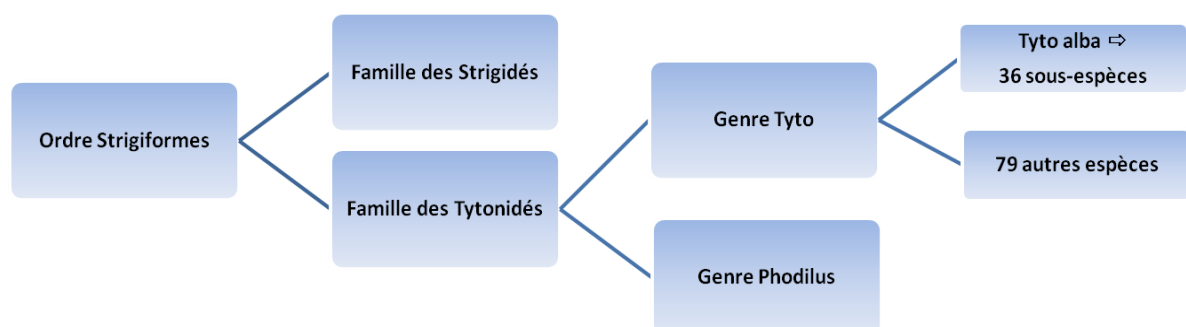 Ordre Strigiformes
Famille des Strigidés
Famille des Tytonidés
Genre Tyto
Genre Phodilus
Tyto alba ⇨
36 sous-espèces
79 autres espèces